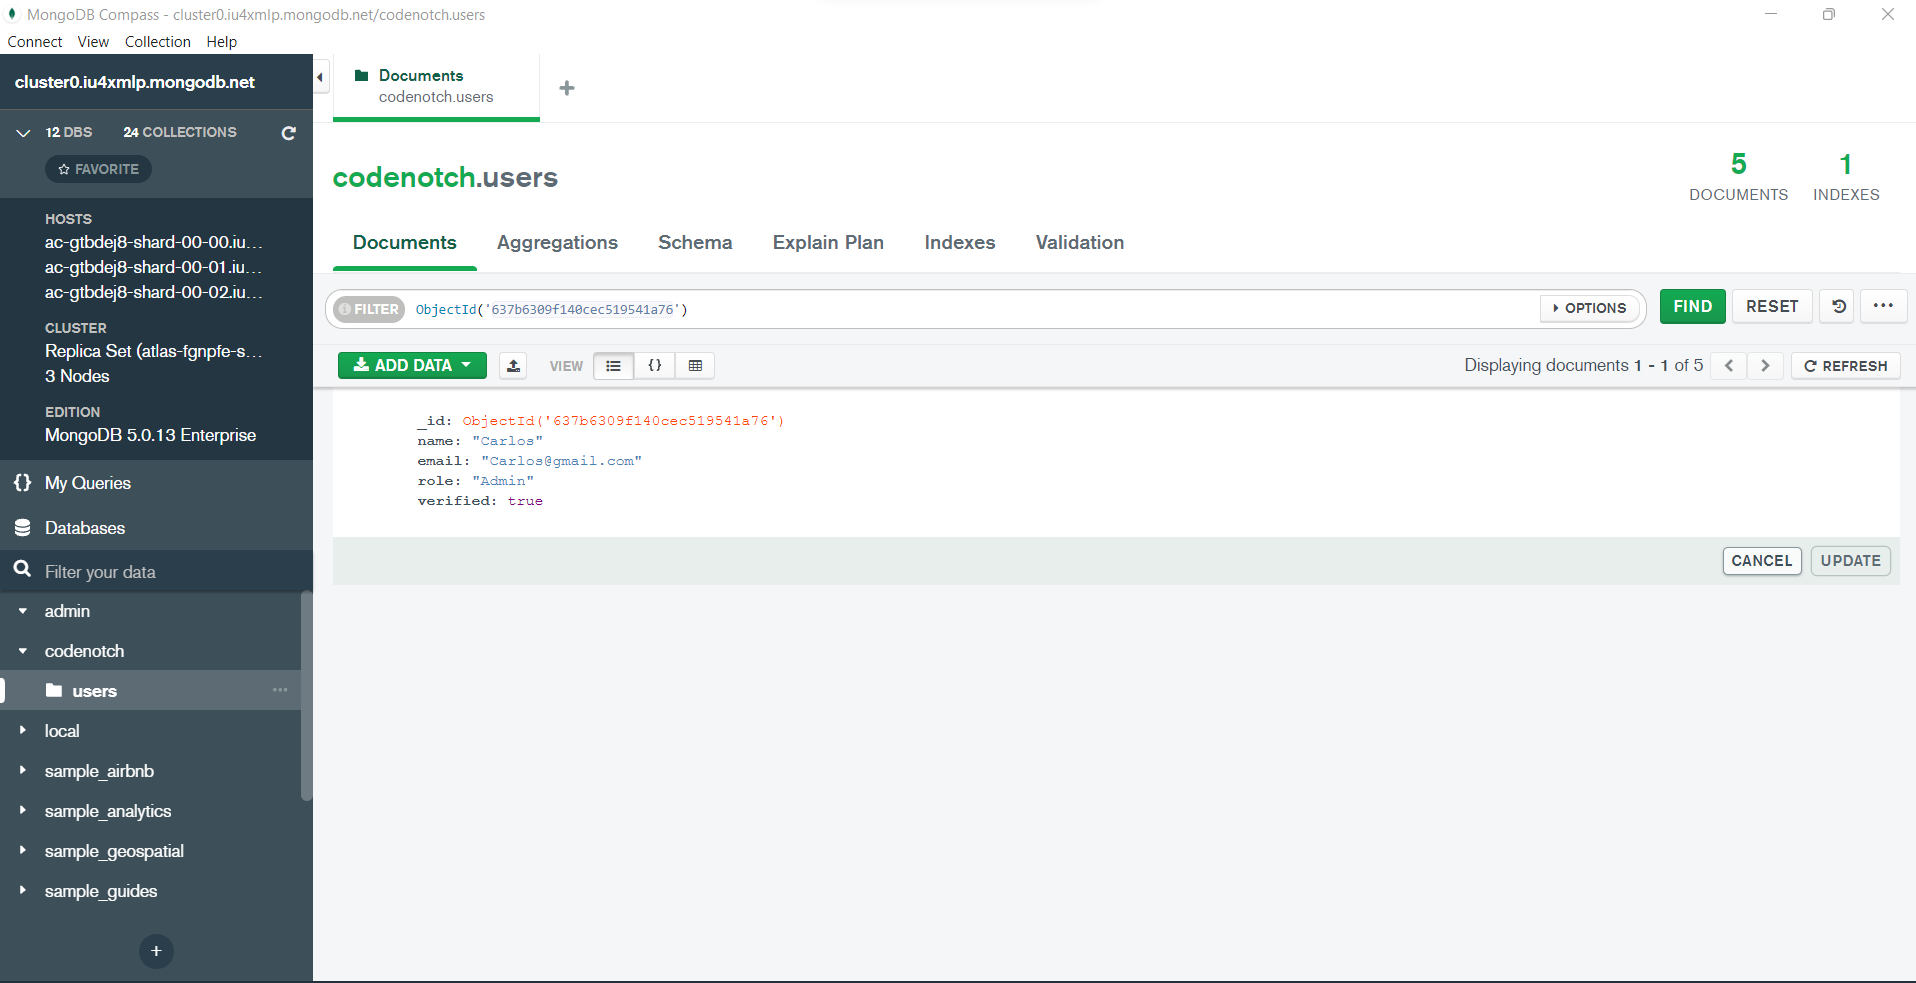 MongoDB Compass - cluster0.iu4xmlp.mongodb.net/codenotch.users
Connect View Collection Help
cluster0.iu4xmlp.mongodb.net
12 DBS 24 COLLECTIONS
FAVORITE
HOSTS
ac-gtbdej8-shard-00-00.iu...
ac-gtbdej8-shard-00-01.iu...
ac-gtbdej8-shard-00-02.iu...
CLUSTER
Replica Set (atlas-fgnpfe-s...
3 Nodes
EDITION
MongoDB 5.0.13 Enterprise
{} My Queries
Databases
Filter your data
admin
codenotch
users ...
local
sample_airbnb
sample_analytics
sample_geospatial
sample_guides
+
Documents
codenotch.users
+
codenotch.users
5
DOCUMENTS
1
INDEXES
Documents Aggregations Schema Explain Plan Indexes Validation
FILTER ObjectId('637b6309f140cec519541a76') OPTIONS FIND RESET ...
ADD DATA VIEW {} Displaying documents 1 - 1 of 5 < > REFRESH
_id: ObjectId('637b6309f140cec519541a76')
name: "Carlos"
email: "Carlos@gmail.com"
role: "Admin"
verified: true
CANCEL UPDATE